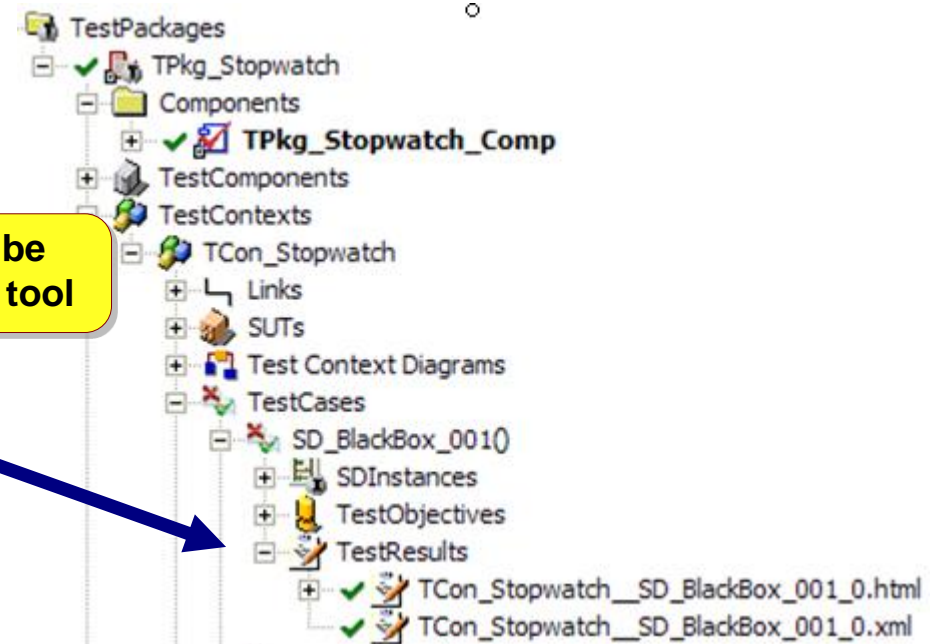 TestPackages
TPkg_Stopwatch
Components
TPkg_Stopwatch_Comp
TestComponents
TestContexts
be
tool
TCon_Stopwatch
Links
SUTs
Test Context Diagrams
TestCases
SD_BlackBox_001()
SDInstances
TestObjectives
TestResults
TCon_Stopwatch__SD_BlackBox_001_0.html
TCon_Stopwatch__SD_BlackBox_001_0.xml